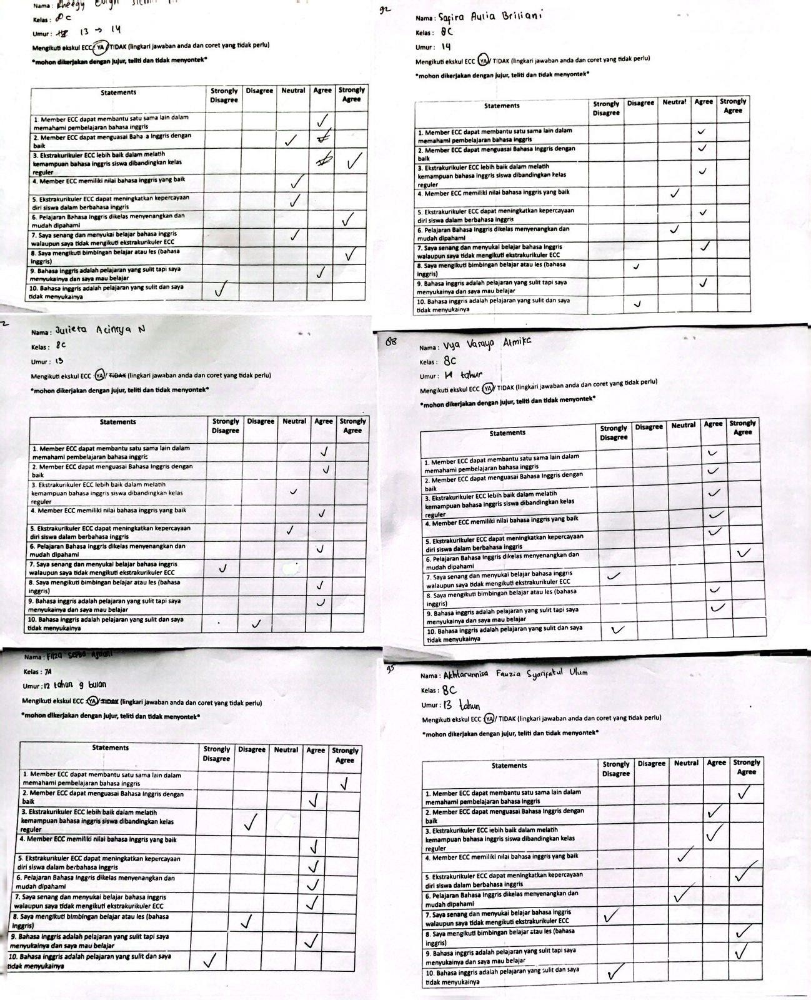 Nama :
Kelas : 8C
Umur : 13 → 14
Mengikuti ekskul ECC: YA / TIDAK (lingkari jawaban anda dan coret yang tidak perlu)
*mohon dikerjakan dengan jujur, teliti dan tidak menyontek*
Statements Strongly Disagree Disagree Neutral Agree Strongly Agree
1. Member ECC dapat membantu satu sama lain dalam
memahami pembelajaran bahasa inggris ✓
2. Member ECC dapat menguasai Baha a Inggris dengan
baik ✓
3. Ekstrakurikuler ECC lebih baik dalam melatih
kemampuan bahasa inggris siswa dibandingkan kelas
reguler ✓
4. Member ECC memiliki nilai bahasa inggris yang baik ✓
5. Ekstrakurikuler ECC dapat meningkatkan kepercayaan
diri siswa dalam berbahasa inggris ✓
6. Pelajaran Bahasa Inggris dikelas menyenangkan dan
mudah dipahami ✓
7. Saya senang dan menyukai belajar bahasa inggris
walaupun saya tidak mengikuti ekstrakurikuler ECC ✓
8. Saya mengikuti bimbingan belajar atau les (bahasa
inggris) ✓
9. Bahasa inggris adalah pelajaran yang sulit tapi saya
menyukainya dan saya mau belajar ✓
10. Bahasa inggris adalah pelajaran yang sulit dan saya
tidak menyukainya ✓
92
Nama : Safira Aulia Briliani
Kelas : 8C
Umur : 14
Mengikuti ekskul ECC : YA / TIDAK (lingkari jawaban anda dan coret yang tidak perlu)
*mohon dikerjakan dengan jujur, teliti dan tidak menyontek*
Statements Strongly Disagree Disagree Neutral Agree Strongly Agree
1. Member ECC dapat membantu satu sama lain dalam
memahami pembelajaran bahasa inggris ✓
2. Member ECC dapat menguasai Bahasa Inggris dengan
baik ✓
3. Ekstrakurikuler ECC lebih baik dalam melatih
kemampuan bahasa inggris siswa dibandingkan kelas
reguler ✓
4. Member ECC memiliki nilai bahasa inggris yang baik ✓
5. Ekstrakurikuler ECC dapat meningkatkan kepercayaan
diri siswa dalam berbahasa inggris ✓
6. Pelajaran Bahasa Inggris dikelas menyenangkan dan
mudah dipahami ✓
7. Saya senang dan menyukai belajar bahasa inggris
walaupun saya tidak mengikuti ekstrakurikuler ECC ✓
8. Saya mengikuti bimbingan belajar atau les (bahasa
inggris) ✓
9. Bahasa inggris adalah pelajaran yang sulit tapi saya
menyukainya dan saya mau belajar ✓
10. Bahasa inggris adalah pelajaran yang sulit dan saya
tidak menyukainya ✓
Nama : Julieta Acintya N
Kelas : 8C
Umur : 13
Mengikuti ekskul ECC : YA / TIDAK (lingkari jawaban anda dan coret yang tidak perlu)
*mohon dikerjakan dengan jujur, teliti dan tidak menyontek*
Statements Strongly Disagree Disagree Neutral Agree Strongly Agree
1. Member ECC dapat membantu satu sama lain dalam
memahami pembelajaran bahasa inggris ✓
2. Member ECC dapat menguasai Bahasa Inggris dengan
baik ✓
3. Ekstrakurikuler ECC lebih baik dalam melatih
kemampuan bahasa inggris siswa dibandingkan kelas
reguler ✓
4. Member ECC memiliki nilai bahasa inggris yang baik ✓
5. Ekstrakurikuler ECC dapat meningkatkan kepercayaan
diri siswa dalam berbahasa inggris ✓
6. Pelajaran Bahasa Inggris dikelas menyenangkan dan
mudah dipahami ✓
7. Saya senang dan menyukai belajar bahasa inggris
walaupun saya tidak mengikuti ekstrakurikuler ECC ✓
8. Saya mengikuti bimbingan belajar atau les (bahasa
inggris) ✓
9. Bahasa inggris adalah pelajaran yang sulit tapi saya
menyukainya dan saya mau belajar ✓
10. Bahasa inggris adalah pelajaran yang sulit dan saya
tidak menyukainya ✓
88
Nama : Vya Varaya Atmika
Kelas : 8C
Umur : 14 tahun
Mengikuti ekskul ECC : YA / TIDAK (lingkari jawaban anda dan coret yang tidak perlu)
*mohon dikerjakan dengan jujur, teliti dan tidak menyontek*
Statements Strongly Disagree Disagree Neutral Agree Strongly Agree
1. Member ECC dapat membantu satu sama lain dalam
memahami pembelajaran bahasa inggris ✓
2. Member ECC dapat menguasai Bahasa Inggris dengan
baik ✓
3. Ekstrakurikuler ECC lebih baik dalam melatih
kemampuan bahasa inggris siswa dibandingkan kelas
reguler ✓
4. Member ECC memiliki nilai bahasa inggris yang baik ✓
5. Ekstrakurikuler ECC dapat meningkatkan kepercayaan
diri siswa dalam berbahasa inggris ✓
6. Pelajaran Bahasa Inggris dikelas menyenangkan dan
mudah dipahami ✓
7. Saya senang dan menyukai belajar bahasa inggris
walaupun saya tidak mengikuti ekstrakurikuler ECC ✓
8. Saya mengikuti bimbingan belajar atau les (bahasa
inggris) ✓
9. Bahasa inggris adalah pelajaran yang sulit tapi saya
menyukainya dan saya mau belajar ✓
10. Bahasa inggris adalah pelajaran yang sulit dan saya
tidak menyukainya ✓
Nama :
Kelas : 7A
Umur : 12 tahun 9 bulan
Mengikuti ekskul ECC : YA / TIDAK (lingkari jawaban anda dan coret yang tidak perlu)
*mohon dikerjakan dengan jujur, teliti dan tidak menyontek*
Statements Strongly Disagree Disagree Neutral Agree Strongly Agree
1. Member ECC dapat membantu satu sama lain dalam
memahami pembelajaran bahasa inggris ✓
2. Member ECC dapat menguasai Bahasa Inggris dengan
baik ✓
3. Ekstrakurikuler ECC lebih baik dalam melatih
kemampuan bahasa inggris siswa dibandingkan kelas
reguler ✓
4. Member ECC memiliki nilai bahasa inggris yang baik ✓
5. Ekstrakurikuler ECC dapat meningkatkan kepercayaan
diri siswa dalam berbahasa inggris ✓
6. Pelajaran Bahasa Inggris dikelas menyenangkan dan
mudah dipahami ✓
7. Saya senang dan menyukai belajar bahasa inggris
walaupun saya tidak mengikuti ekstrakurikuler ECC ✓
8. Saya mengikuti bimbingan belajar atau les (bahasa
inggris) ✓
9. Bahasa inggris adalah pelajaran yang sulit tapi saya
menyukainya dan saya mau belajar ✓
10. Bahasa inggris adalah pelajaran yang sulit dan saya
tidak menyukainya ✓
95
Nama : Akhtarunnisa Fauzia Syarifatul Ulum
Kelas : 8C
Umur : 13 tahun
Mengikuti ekskul ECC : YA / TIDAK (lingkari jawaban anda dan coret yang tidak perlu)
*mohon dikerjakan dengan jujur, teliti dan tidak menyontek*
Statements Strongly Disagree Disagree Neutral Agree Strongly Agree
1. Member ECC dapat membantu satu sama lain dalam
memahami pembelajaran bahasa inggris ✓
2. Member ECC dapat menguasai Bahasa Inggris dengan
baik ✓
3. Ekstrakurikuler ECC lebih baik dalam melatih
kemampuan bahasa inggris siswa dibandingkan kelas
reguler ✓
4. Member ECC memiliki nilai bahasa inggris yang baik ✓
5. Ekstrakurikuler ECC dapat meningkatkan kepercayaan
diri siswa dalam berbahasa inggris ✓
6. Pelajaran Bahasa Inggris dikelas menyenangkan dan
mudah dipahami ✓
7. Saya senang dan menyukai belajar bahasa inggris
walaupun saya tidak mengikuti ekstrakurikuler ECC ✓
8. Saya mengikuti bimbingan belajar atau les (bahasa
inggris) ✓
9. Bahasa inggris adalah pelajaran yang sulit tapi saya
menyukainya dan saya mau belajar ✓
10. Bahasa inggris adalah pelajaran yang sulit dan saya
tidak menyukainya ✓